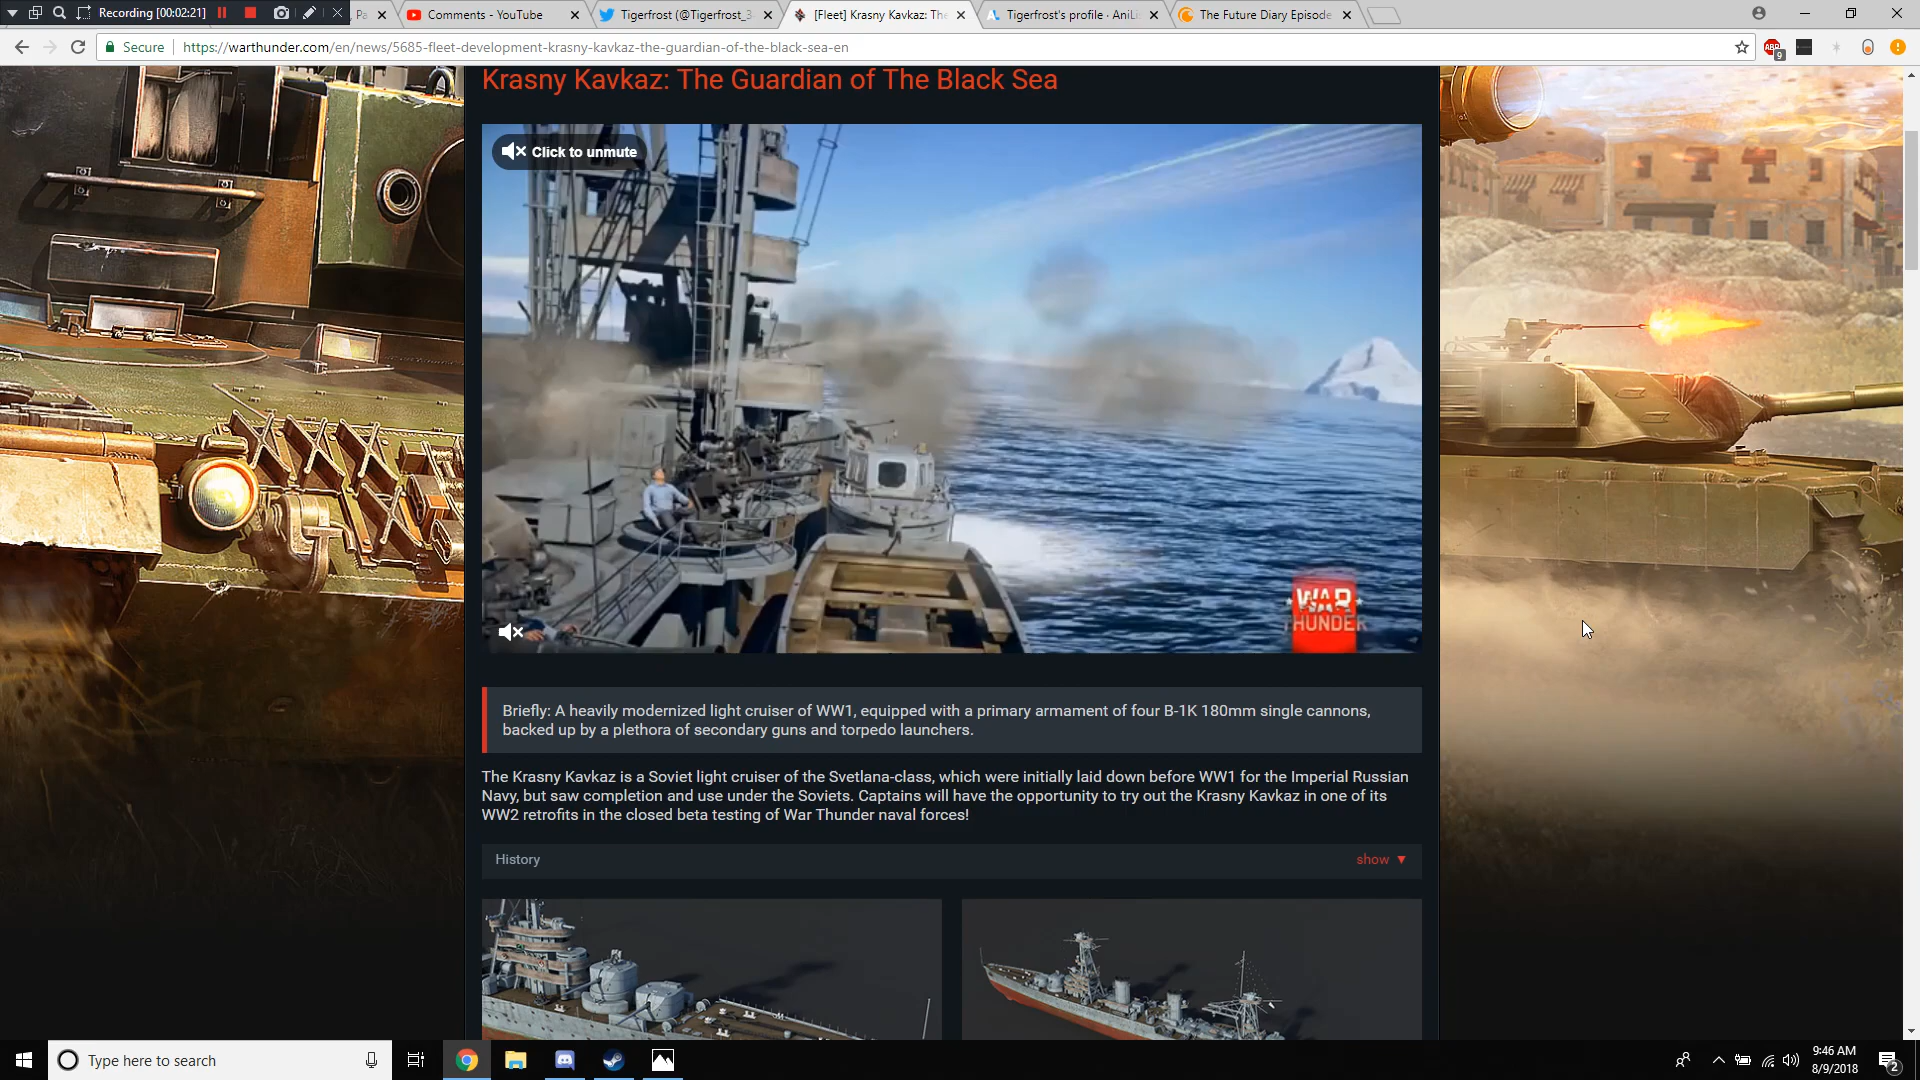 Recording [00:02:21]
Pa
Comments - YouTube
Tigerfrost (@Tigerfrost_3
[Fleet] Krasny Kavkaz: The
Tigerfrost's profile · AniLis
The Future Diary Episode
Secure
https://warthunder.com/en/news/5685-fleet-development-krasny-kavkaz-the-guardian-of-the-black-sea-en
ABP
9
Krasny Kavkaz: The Guardian of The Black Sea
Click to unmute
WAR
THUNDER
Briefly: A heavily modernized light cruiser of WW1, equipped with a primary armament of four B-1K 180mm single cannons,
backed up by a plethora of secondary guns and torpedo launchers.
The Krasny Kavkaz is a Soviet light cruiser of the Svetlana-class, which were initially laid down before WW1 for the Imperial Russian
Navy, but saw completion and use under the Soviets. Captains will have the opportunity to try out the Krasny Kavkaz in one of its
WW2 retrofits in the closed beta testing of War Thunder naval forces!
History
show ▼
Type here to search
9:46 AM
8/9/2018
2